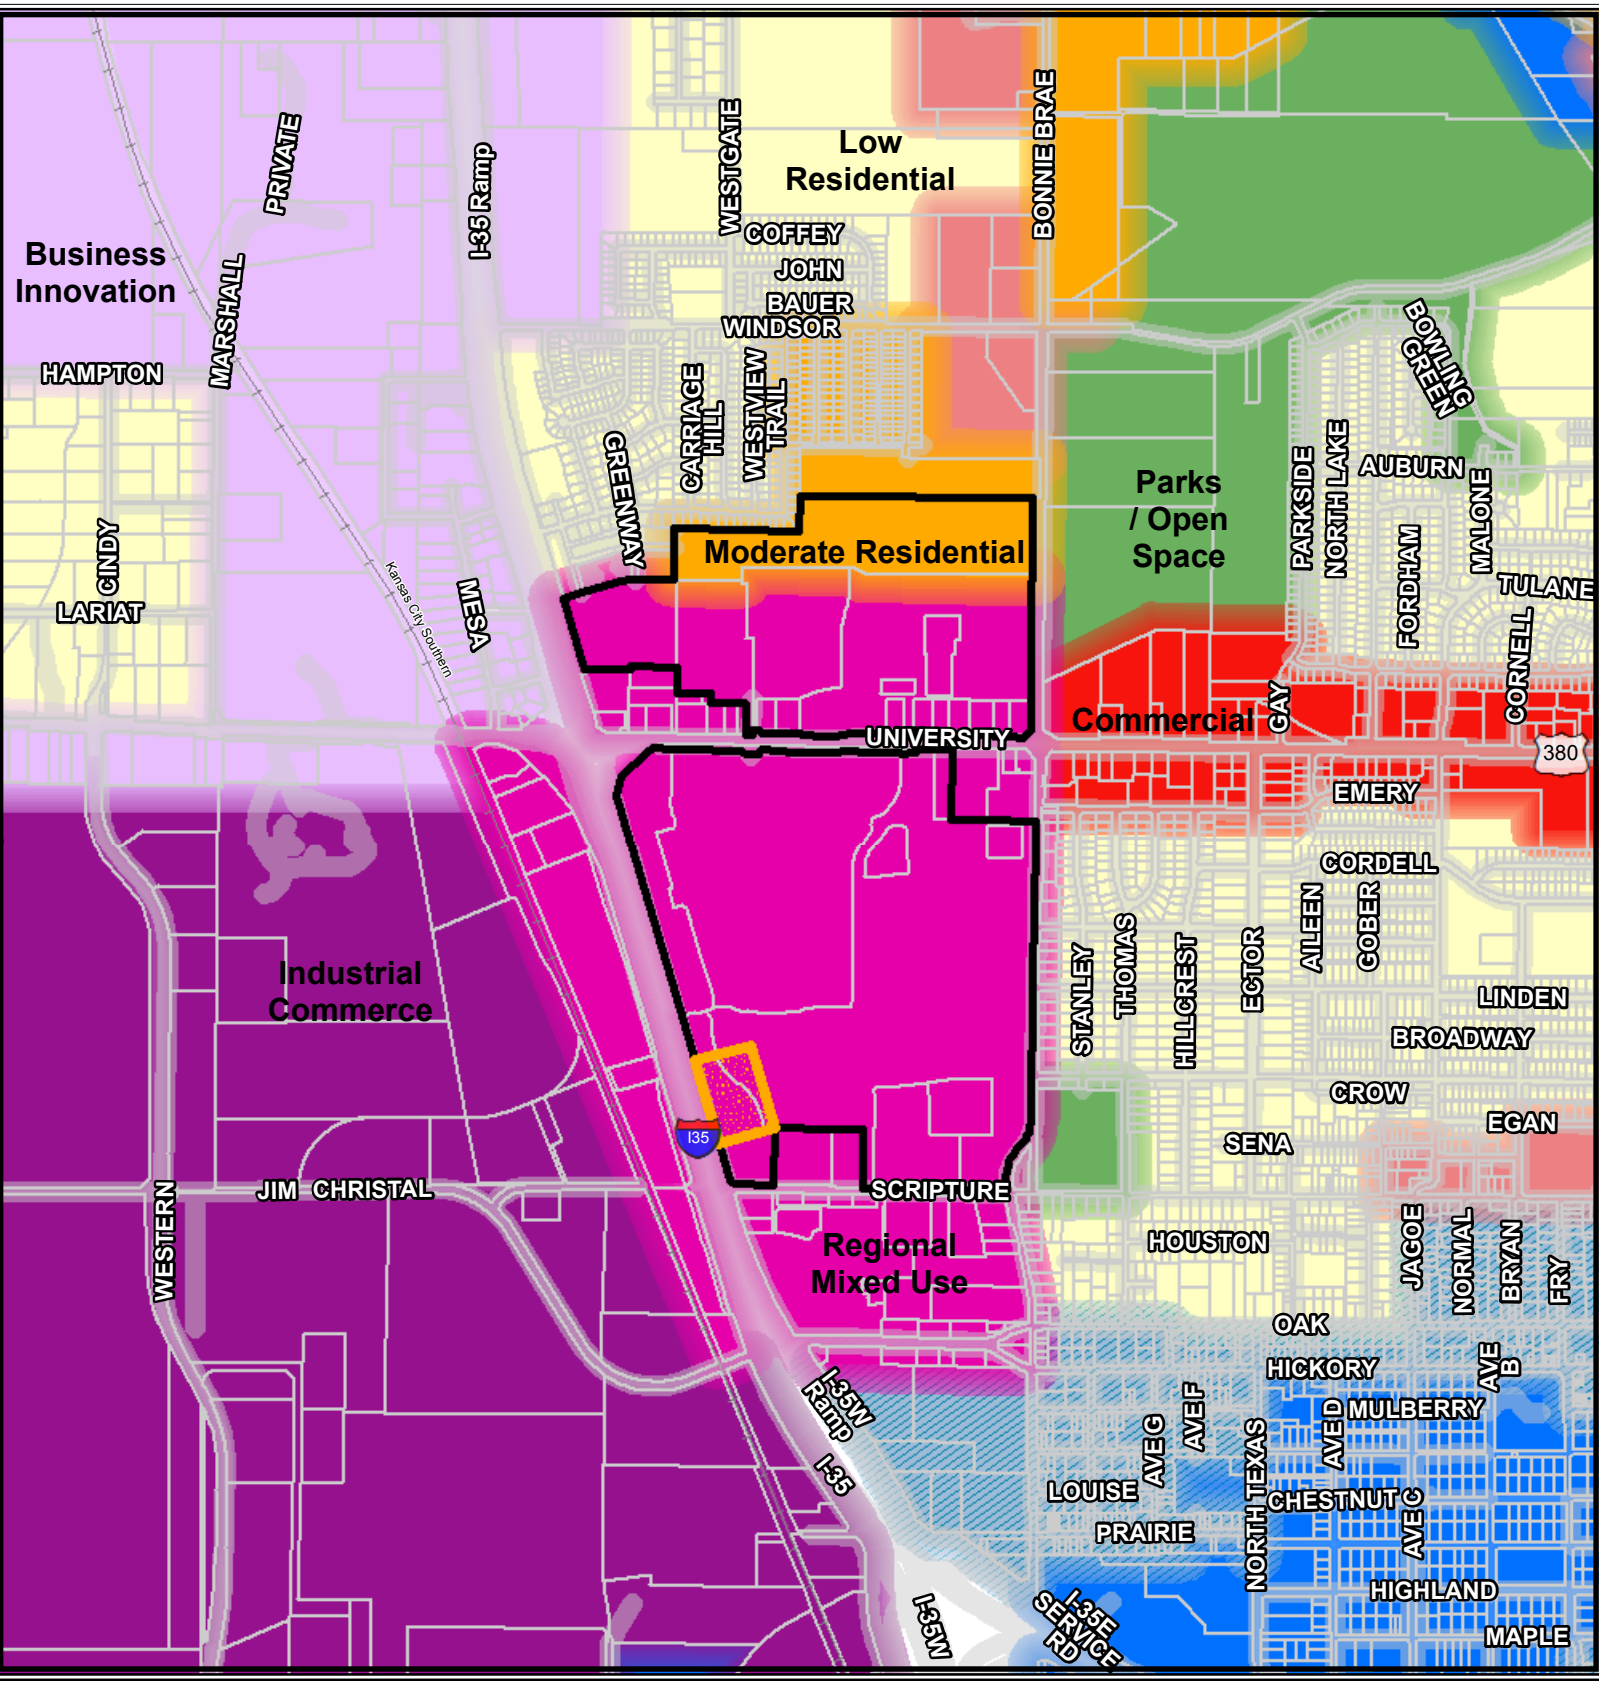 WESTGATE
BONNIE BRAE
PRIVATE
I-35 Ramp
Low
Residential
COFFEY
JOHN
BAUER
WINDSOR
Business
Innovation
MARSHALL
HAMPTON
BOWLING
GREEN
CARRIAGE
HILL
WESTVIEW
TRAIL
GREENWAY
PARKSIDE
NORTH LAKE
AUBURN
MALONE
Parks
/ Open
Space
CINDY
LARIAT
Kansas City Southern
MESA
Moderate Residential
FORDHAM
TULANE
CORNELL
GAY
Commercial
UNIVERSITY
380
EMERY
CORDELL
AILEEN
GOBER
STANLEY
THOMAS
HILLCREST
ECTOR
Industrial
Commerce
LINDEN
BROADWAY
CROW
EGAN
SENA
I35
JIM CHRISTAL
SCRIPTURE
WESTERN
Regional
Mixed Use
HOUSTON
JAGOE
NORMAL
BRYAN
FRY
OAK
HICKORY
AVE
B
MULBERRY
AVE D
AVE F
AVE G
I-35W
Ramp
I-35
NORTH TEXAS
LOUISE
CHESTNUT
AVE C
PRAIRIE
HIGHLAND
MAPLE
I-35W
I-35E
SERVICE
RD